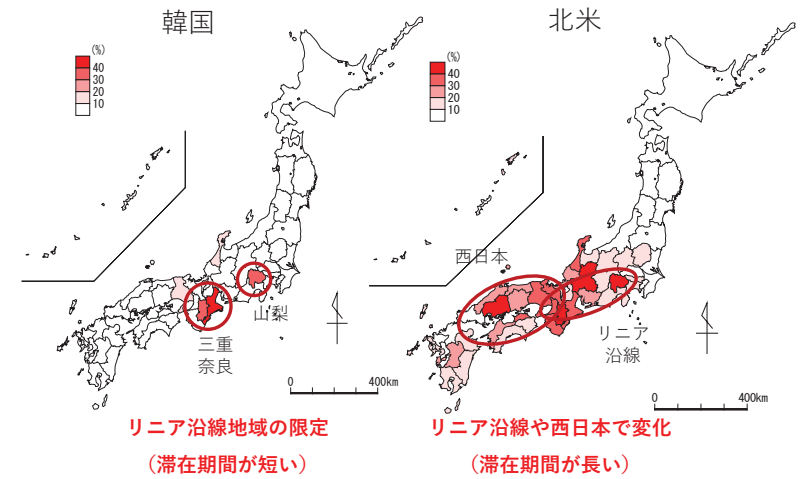 韓国
(%)
40
30
20
10
山梨
三重
奈良
0 400km
リニア沿線地域の限定
(滞在期間が短い)
北米
(%)
40
30
20
10
西日本
リニア
沿線
0 400km
リニア沿線や西日本で変化
(滞在期間が長い)